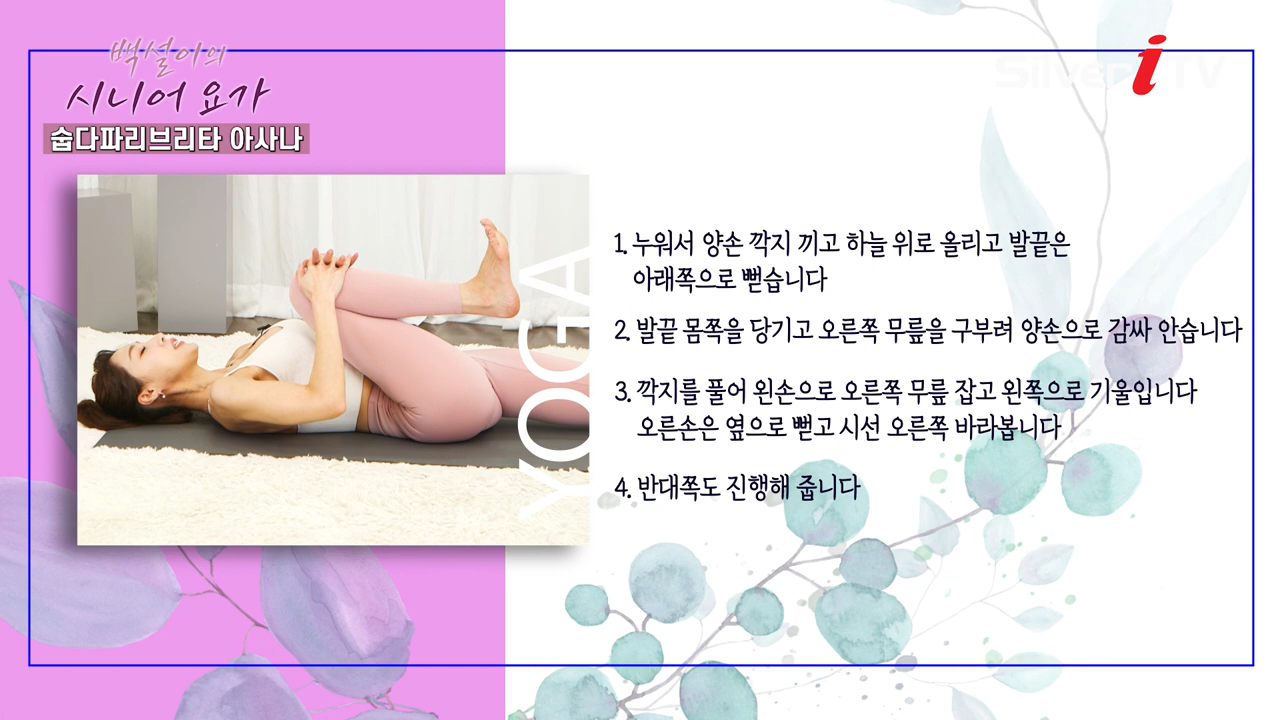 백설이의
시니어 요가
숩다파리브리타 아사나
Silver i TV
YOGA
1. 누워서 양손 깍지 끼고 하늘 위로 올리고 발끝은
아래쪽으로 뻗습니다
2. 발끝 몸쪽을 당기고 오른쪽 무릎을 구부려 양손으로 감싸 안습니다
3. 깍지를 풀어 왼손으로 오른쪽 무릎 잡고 왼쪽으로 기울입니다
오른손은 옆으로 뻗고 시선 오른쪽 바라봅니다
4. 반대쪽도 진행해 줍니다